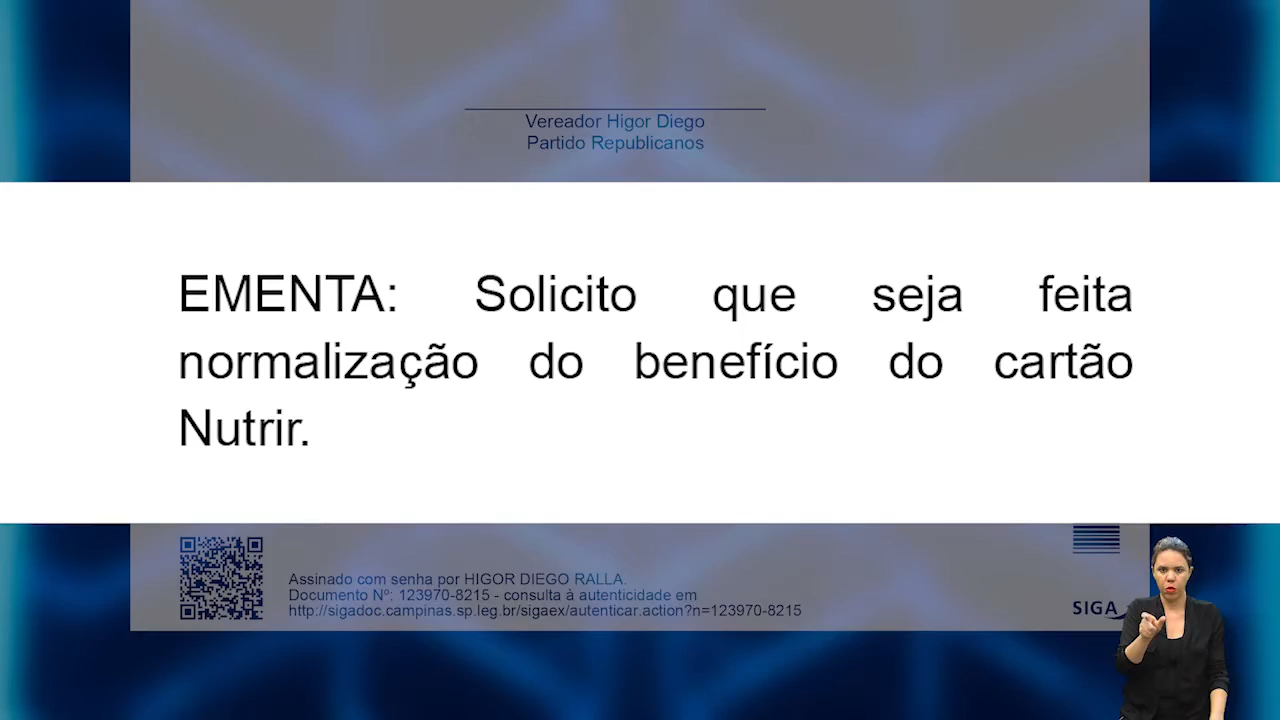 Vereador Higor Diego
Partido Republicanos
EMENTA: Solicito que seja feita
normalização do benefício do cartão
Nutrir.
Assinado com senha por HIGOR DIEGO RALLA.
Documento Nº: 123970-8215 - consulta à autenticidade em
http://sigadoc.campinas.sp.leg.br/sigaex/autenticar.action?n=123970-8215
SIGA